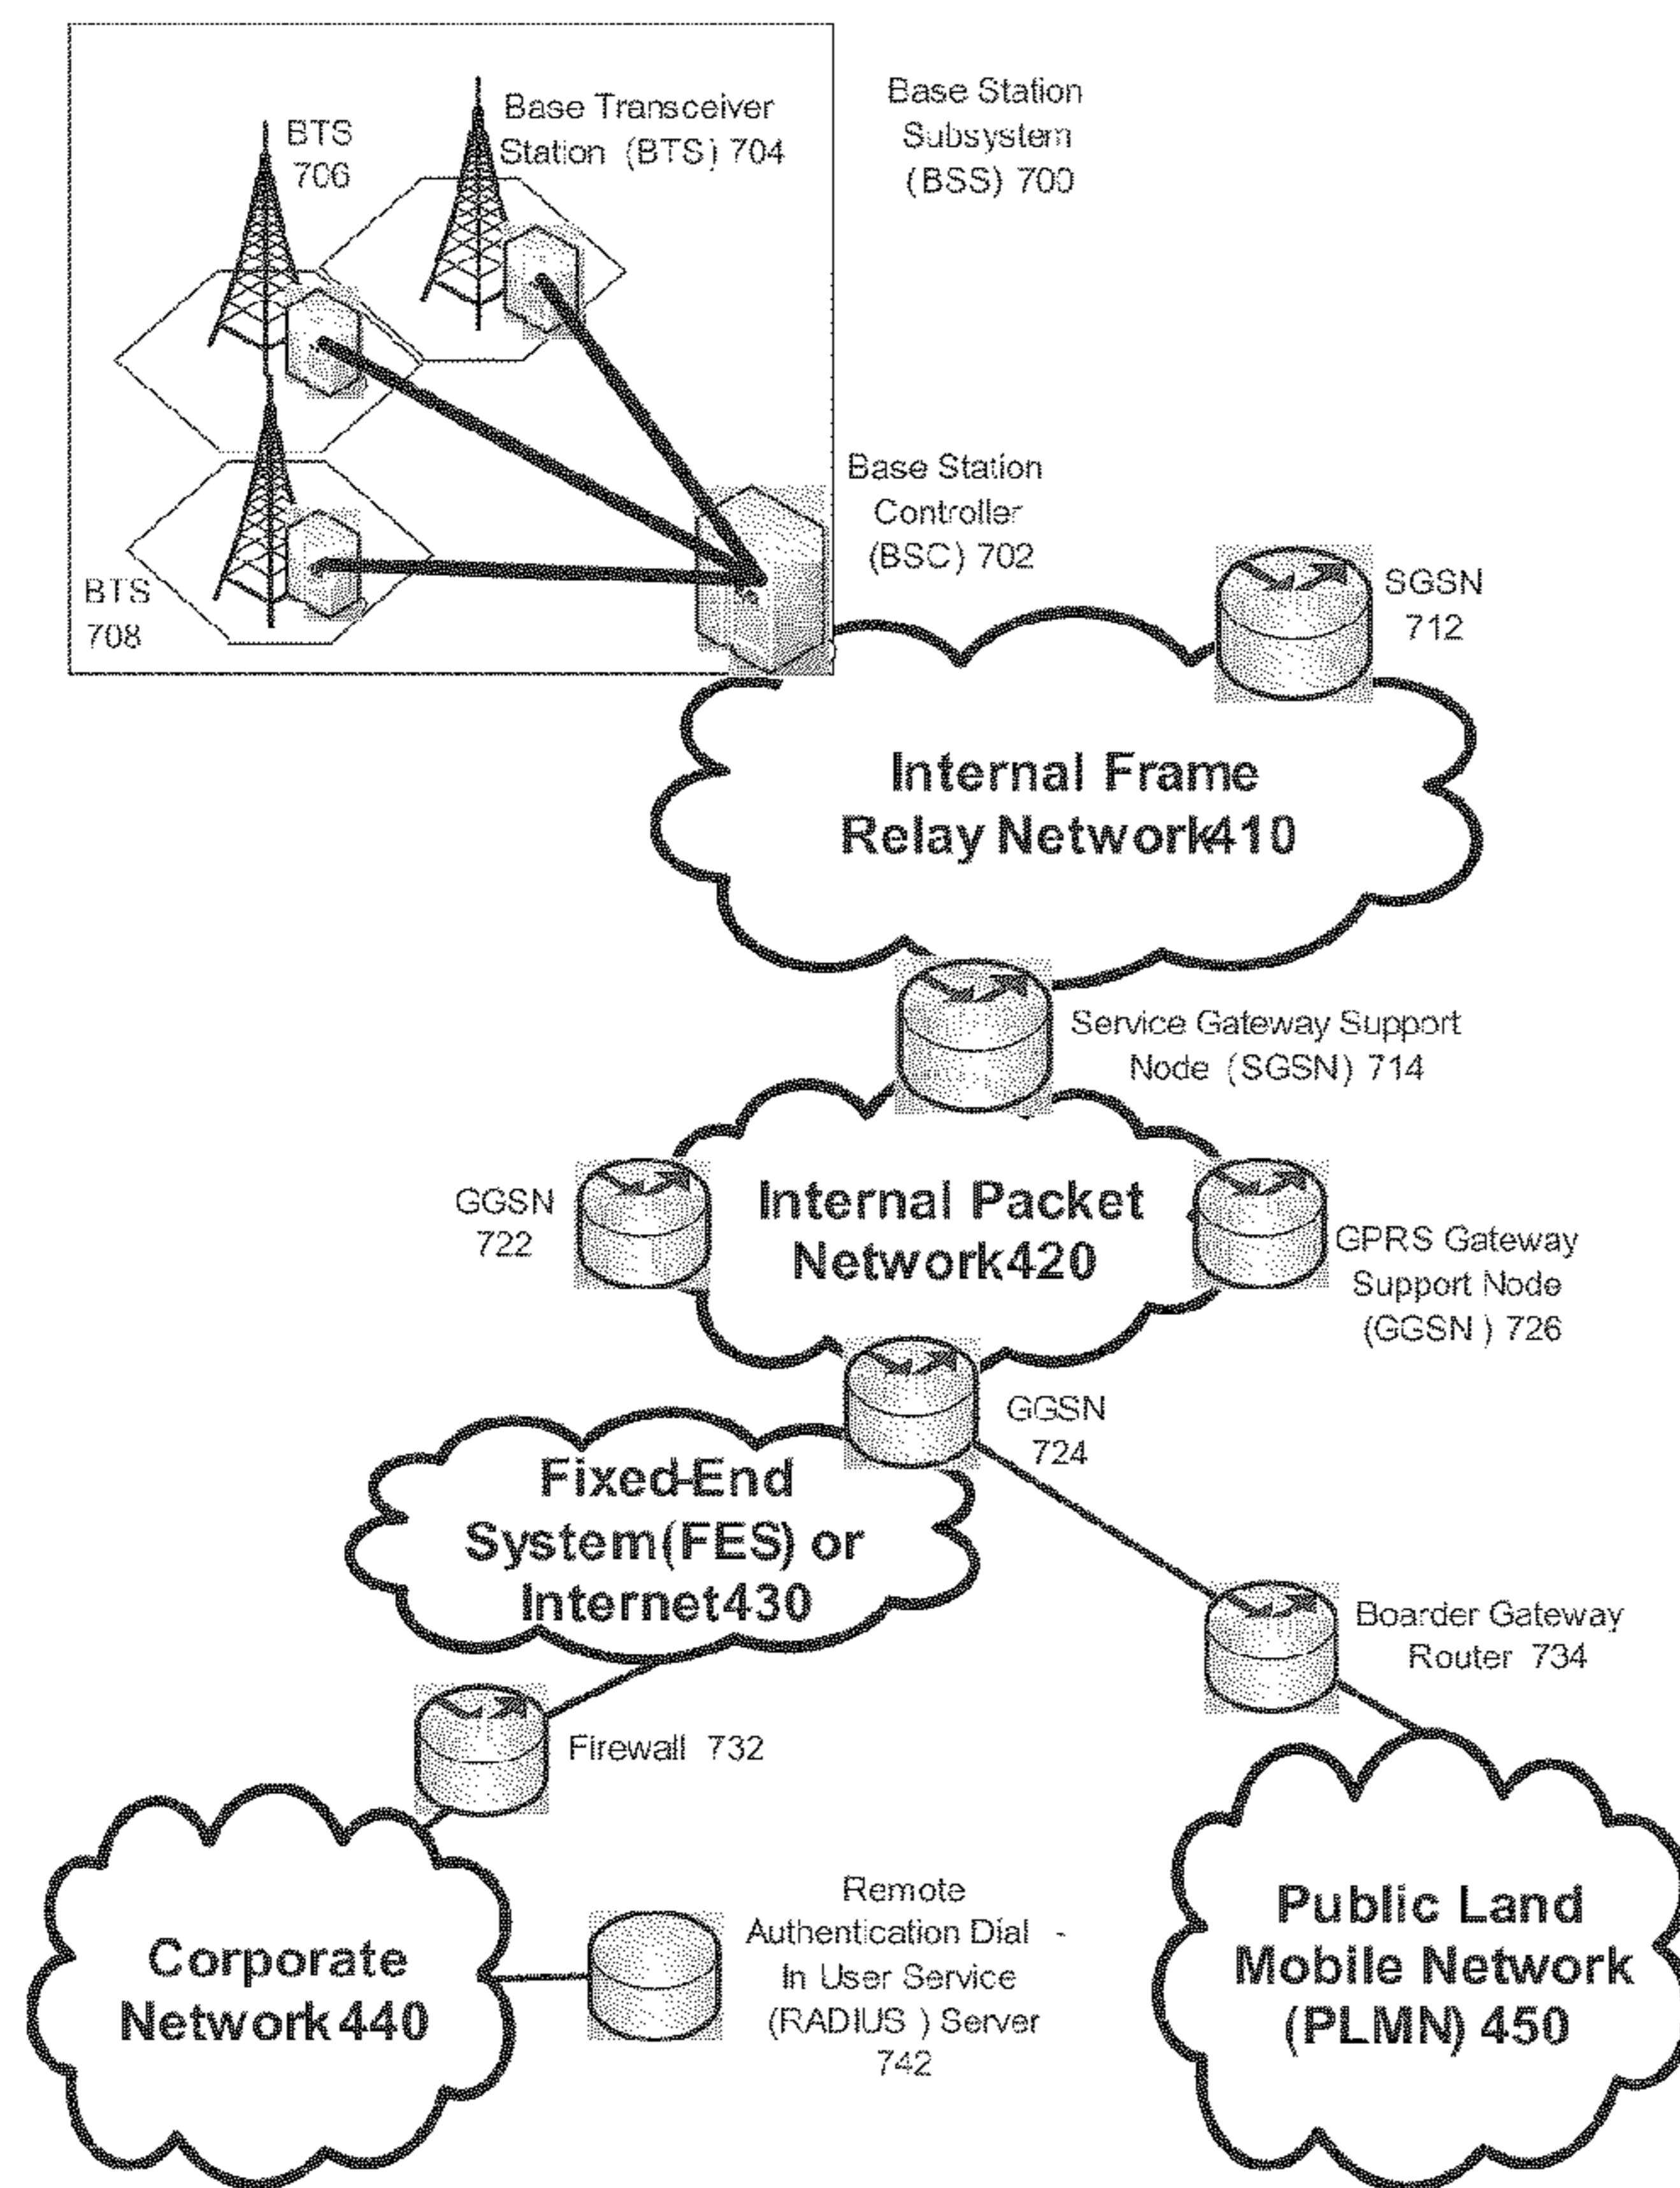 Base Transceiver
Station (BTS) 704
BTS
706
Base Station
Subsystem
(BSS) 700
Base Station
Controller
(BSC) 702
BTS
708
SGSN
712
Internal Frame
Relay Network410
Service Gateway Support
Node (SGSN) 714
GGSN
722
Internal Packet
Network420
GPRS Gateway
Support Node
(GGSN ) 726
GGSN
724
Fixed-End
System(FES) or
Internet430
Boarder Gateway
Router 734
Firewall 732
Remote
Authentication Dial -
In User Service
(RADIUS ) Server
742
Corporate
Network440
Public Land
Mobile Network
(PLMN) 450